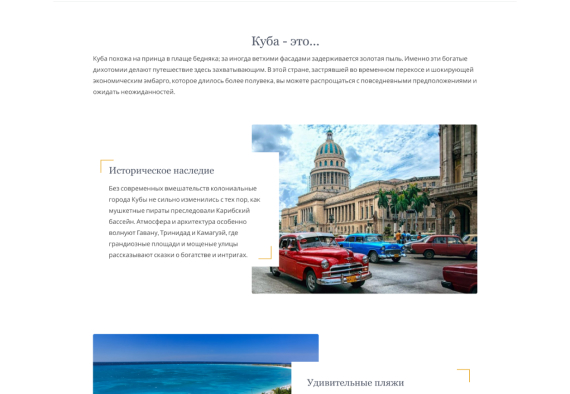 Куба - это...
Куба похожа на принца в плаще бедняка; за иногда ветхими фасадами задерживается золотая пыль. Именно эти богатые
дихотомии делают путешествие здесь захватывающим. В этой стране, застрявшей во временном перекосе и шокирующей
экономическим эмбарго, которое длилось более полувека, вы можете распрощаться с повседневными предположениями и
ожидать неожиданностей.
Историческое наследие
Без современных вмешательств колониальные
города Кубы не сильно изменились с тех пор, как
мушкетные пираты преследовали Карибский
бассейн. Атмосфера и архитектура особенно
волнуют Гавану, Тринидад и Камагуэй, где
грандиозные площади и мощеные улицы
рассказывают сказки о богатстве и интригах.
Удивительные пляжи